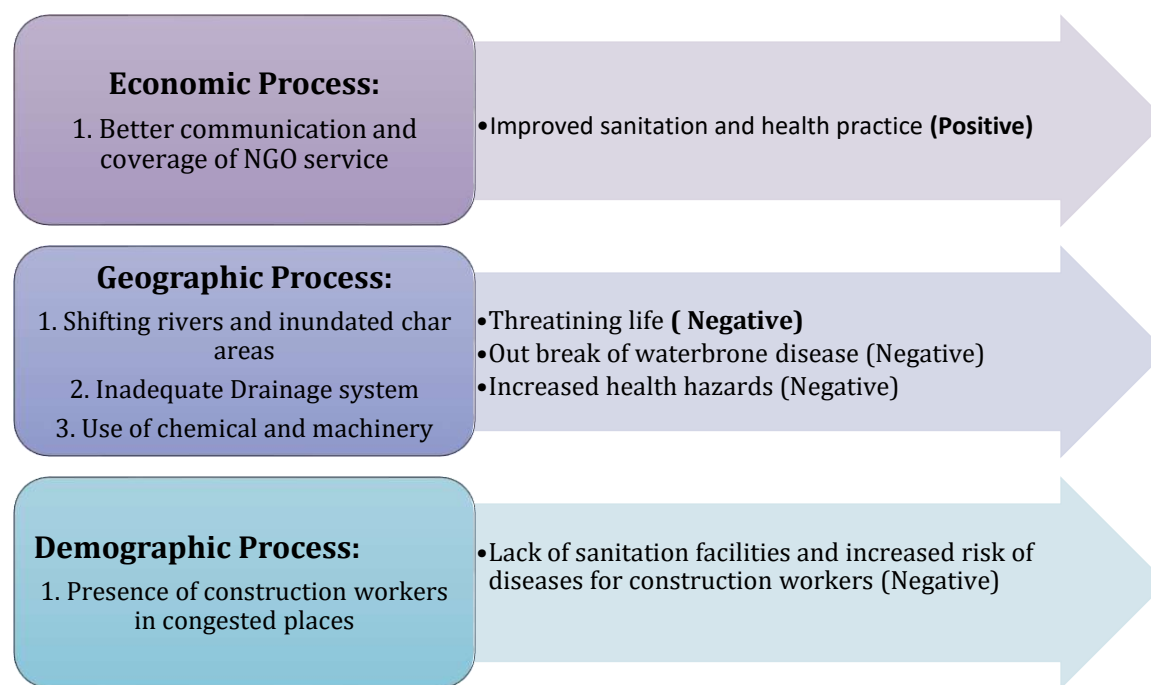 Economic Process:
1. Better communication and
coverage of NGO service
•Improved sanitation and health practice (Positive)
Geographic Process:
1. Shifting rivers and inundated char
areas
2. Inadequate Drainage system
3. Use of chemical and machinery
•Threatining life ( Negative)
•Out break of waterbrone disease (Negative)
•Increased health hazards (Negative)
Demographic Process:
1. Presence of construction workers
in congested places
•Lack of sanitation facilities and increased risk of
diseases for construction workers (Negative)